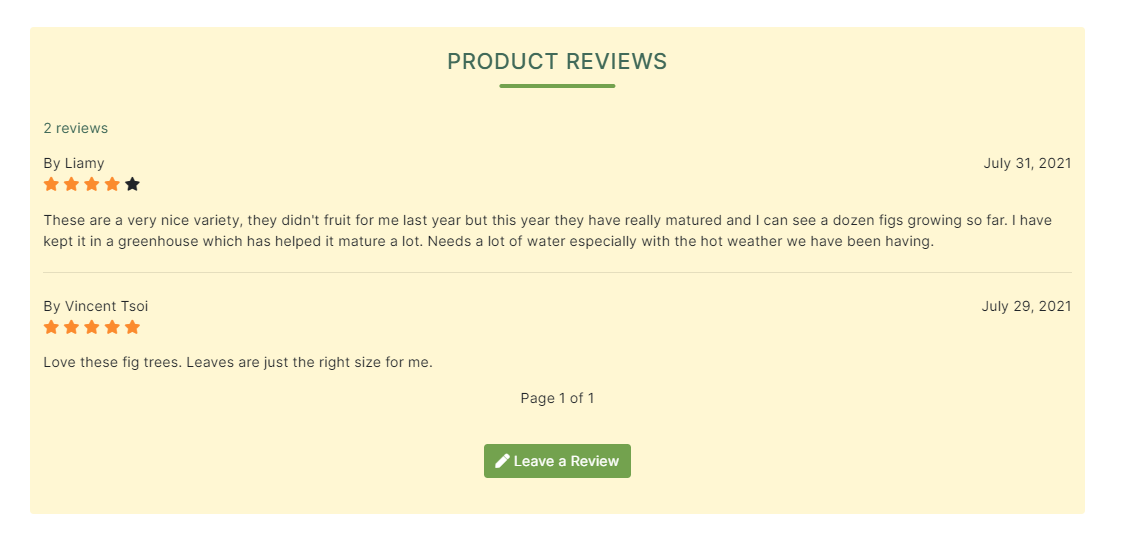 PRODUCT REVIEWS
2 reviews
By Liamy
July 31, 2021
These are a very nice variety, they didn't fruit for me last year but this year they have really matured and I can see a dozen figs growing so far. I have
kept it in a greenhouse which has helped it mature a lot. Needs a lot of water especially with the hot weather we have been having.
By Vincent Tsoi
July 29, 2021
Love these fig trees. Leaves are just the right size for me.
Page 1 of 1
Leave a Review